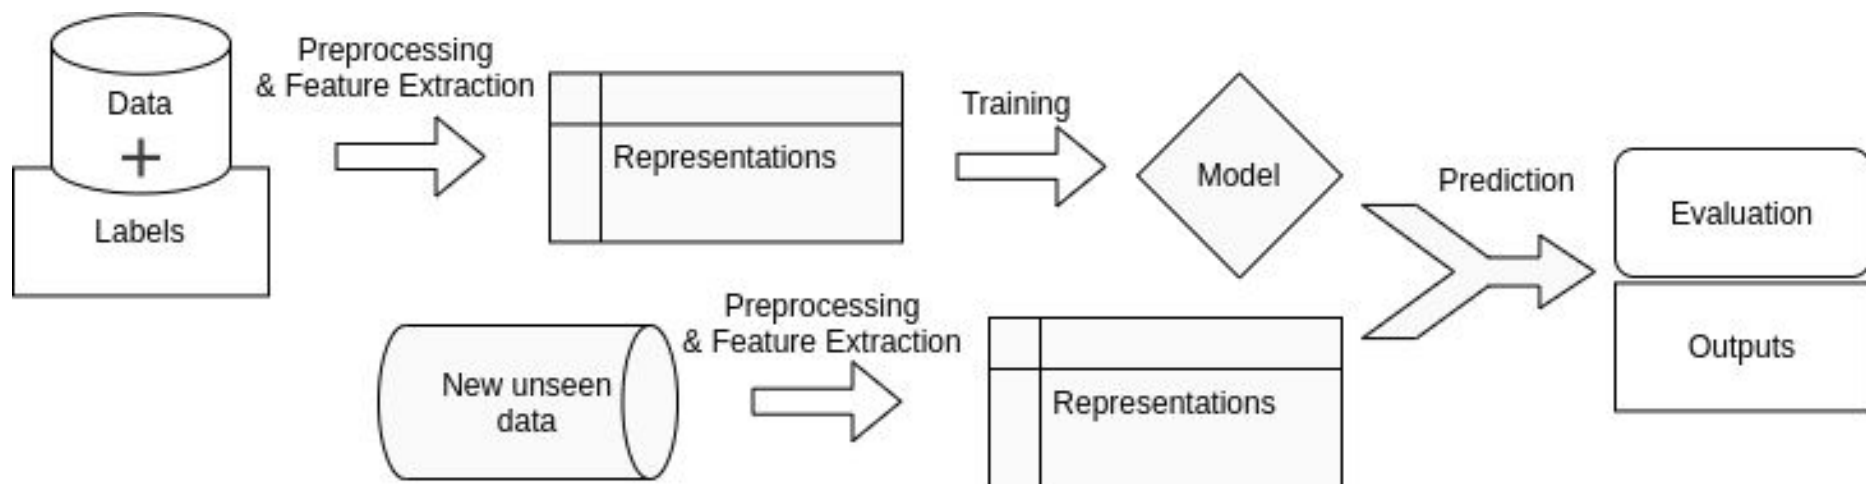 Data
+
Labels
Preprocessing
& Feature Extraction
Representations
Training
Model
Prediction
Evaluation
Outputs
New unseen
data
Preprocessing
& Feature Extraction
Representations